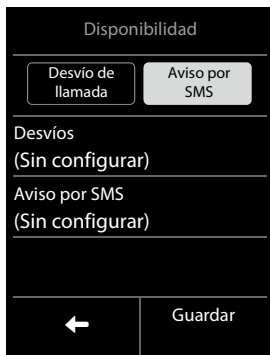 Disponibilidad
Desvío de
llamada
Aviso por
SMS
Desvíos
(Sin configurar)
Aviso por SMS
(Sin configurar)
Guardar